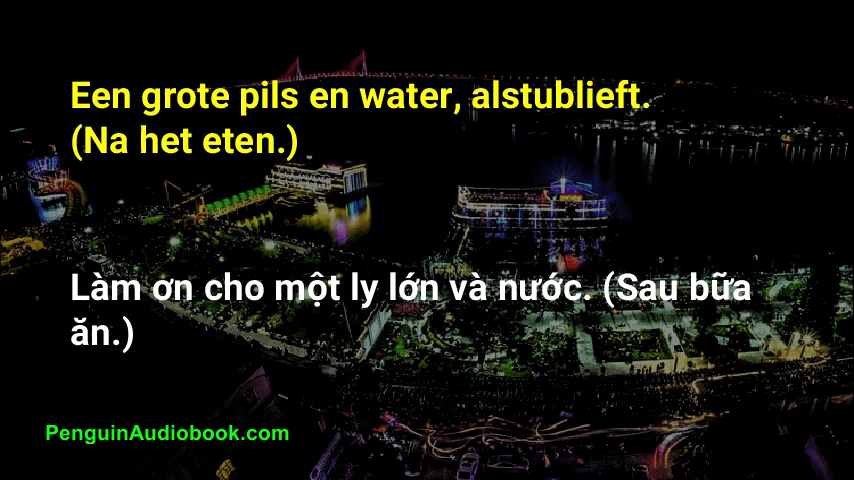 Een grote pils en water, alstublieft.
(Na het eten.)
Làm ơn cho một ly lớn và nước. (Sau bữa
ăn.)
PenguinAudiobook.com